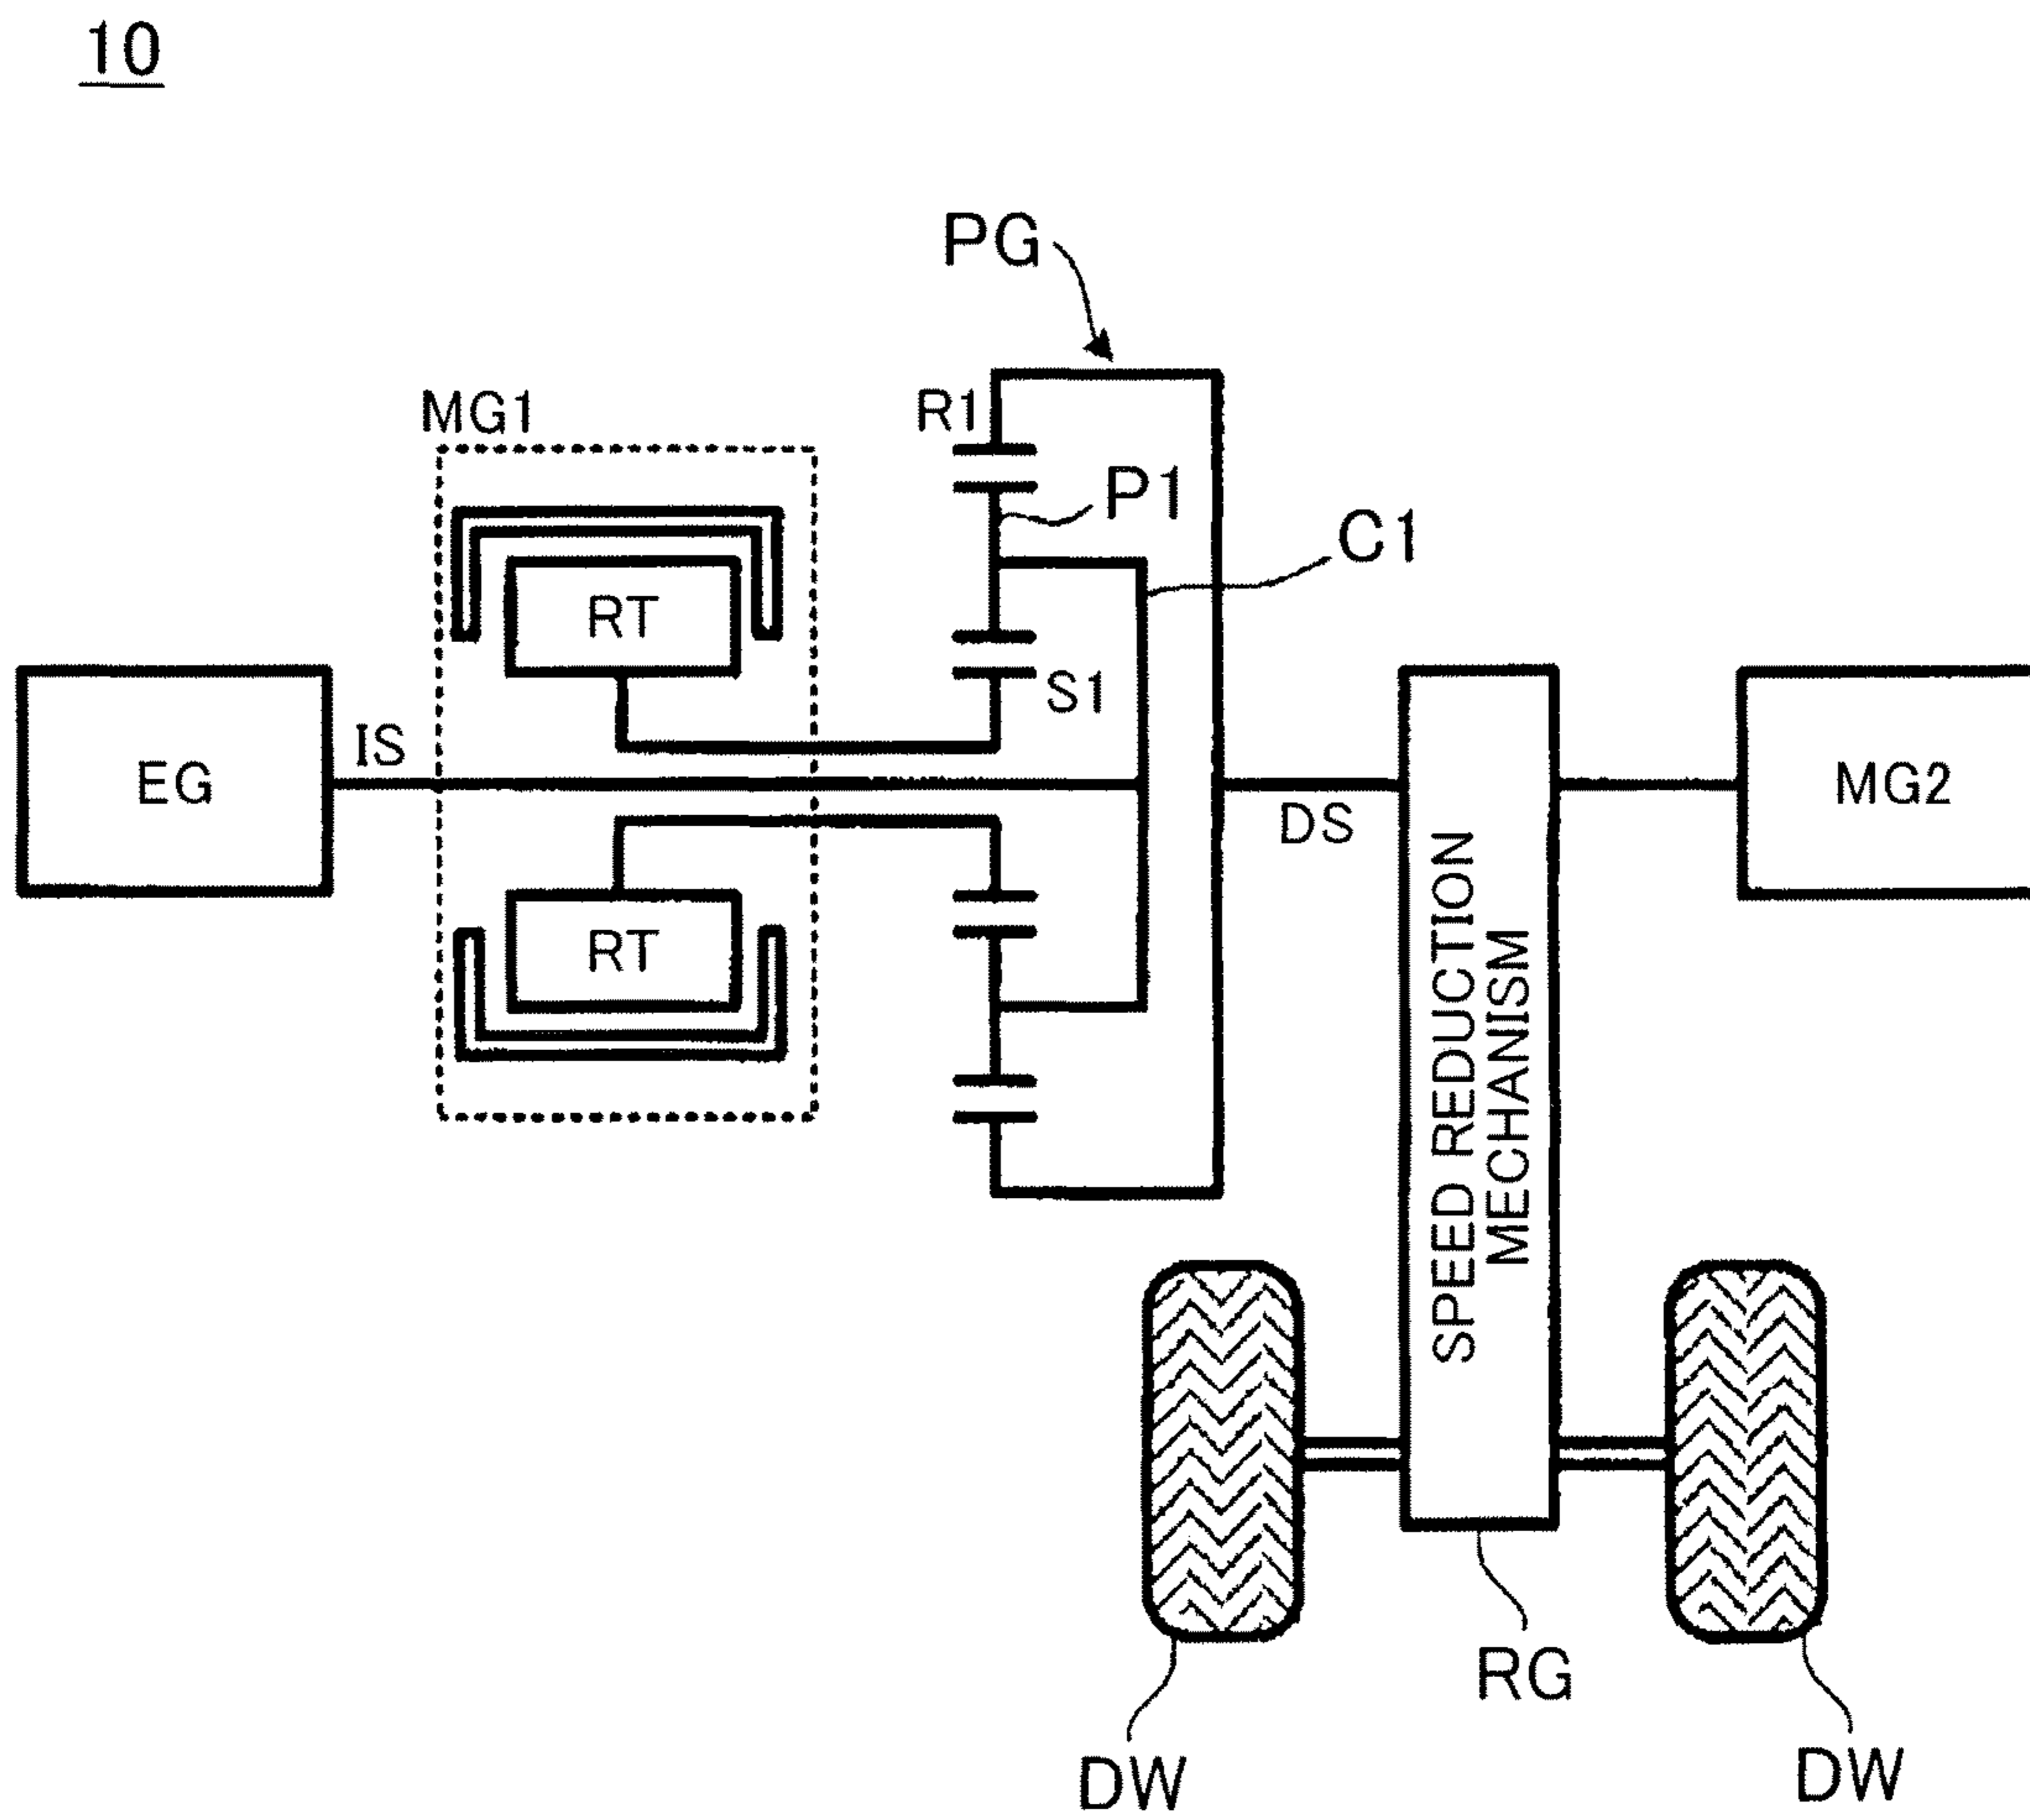 10
PG
MG1
R1
P1
C1
RT
S1
IS
EG
MG2
DS
RT
SPEED REDUCTION
MECHANISM
RG
DW
DW